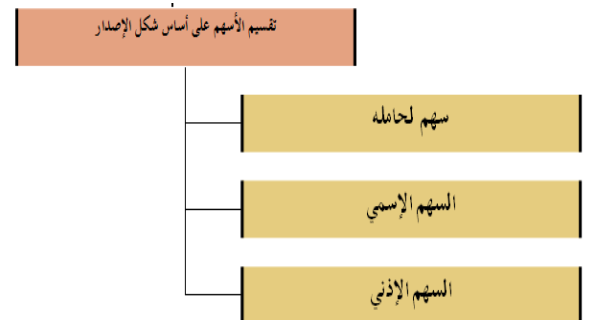 تقسيم الأسهم على أساس شكل الإصدار
سهم لحامله
السهم الإسمي
السهم الإذني